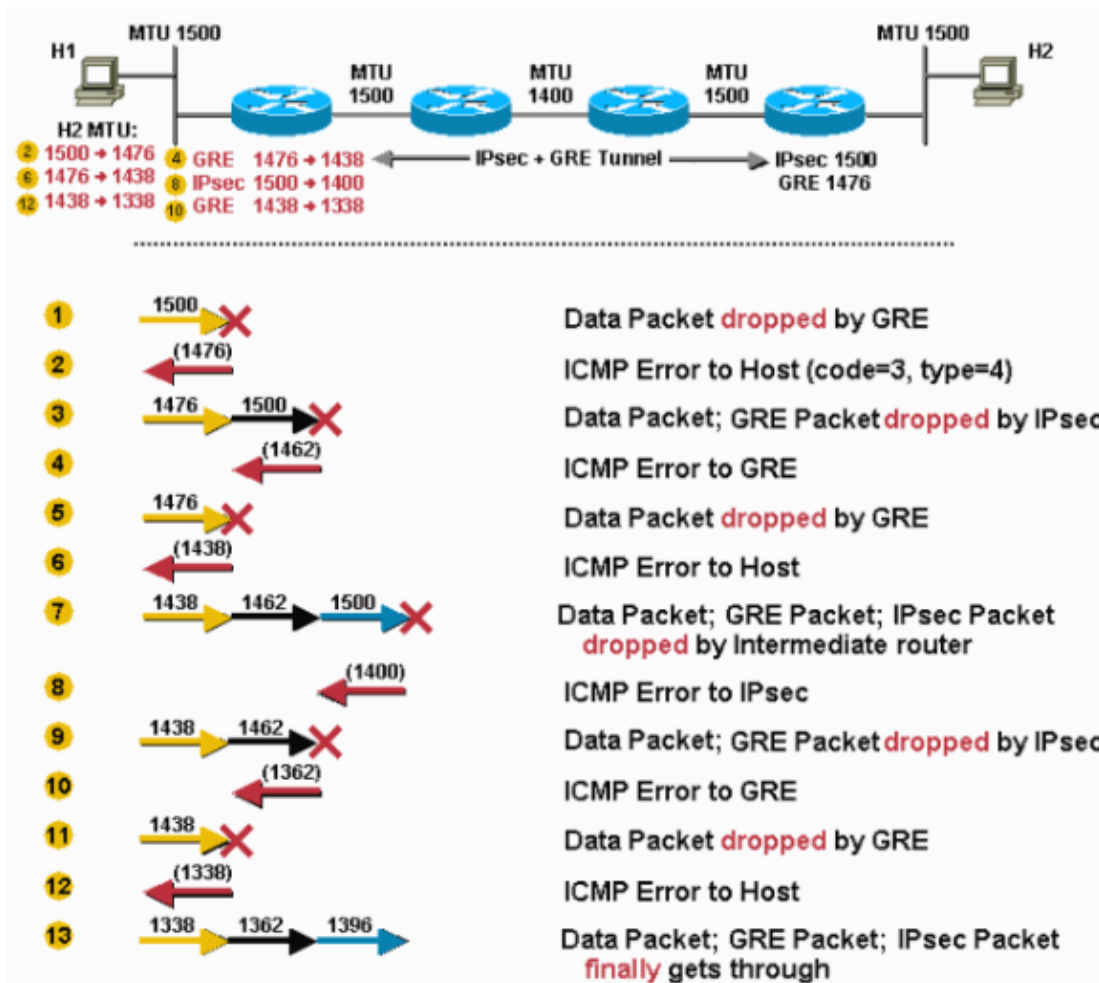 MTU 1500
MTU 1500
H1
H2
MTU
1500
MTU
1400
MTU
1500
H2 MTU:
2 1500 → 1476
6 1476 → 1438
12 1438 → 1338
4 GRE 1476 → 1438
8 IPsec 1500 → 1400
10 GRE 1438 → 1338
IPsec + GRE Tunnel
IPsec 1500
GRE 1476
1 1500 Data Packet dropped by GRE
2 (1476) ICMP Error to Host (code=3, type=4)
3 1476 1500 Data Packet; GRE Packet dropped by IPsec
4 (1462) ICMP Error to GRE
5 1476 Data Packet dropped by GRE
6 (1438) ICMP Error to Host
7 1438 1462 1500 Data Packet; GRE Packet; IPsec Packet
dropped by Intermediate router
8 (1400) ICMP Error to IPsec
9 1438 1462 Data Packet; GRE Packet dropped by IPsec
10 (1362) ICMP Error to GRE
11 1438 Data Packet dropped by GRE
12 (1338) ICMP Error to Host
13 1338 1362 1396 Data Packet; GRE Packet; IPsec Packet
finally gets through